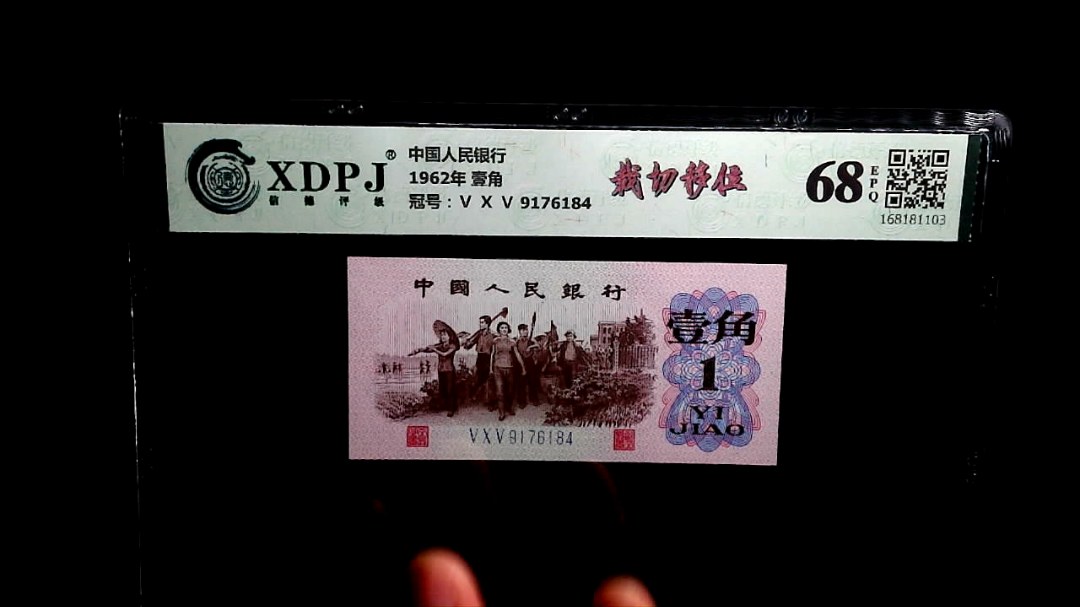 XDPJ®
信德评级
中国人民银行
1962年 壹角
冠号：V X V 9176184
裁切移位
68
EPQ
168181103
中國人民銀行
壹角
1
YI
JIAO
VXV9176184